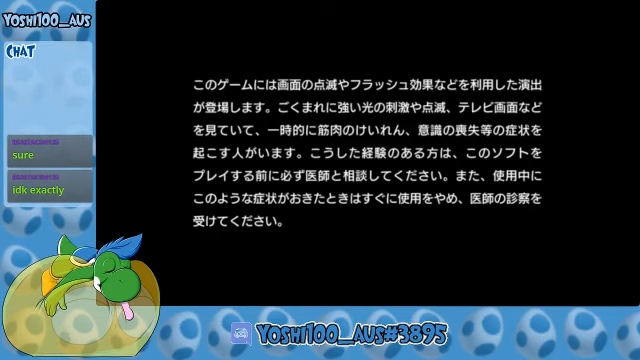 Yoshi100_Aus
Chat
sure
idk exactly
このゲームには画面の点滅やフラッシュ効果などを利用した演出
が登場します。ごくまれに強い光の刺激や点滅、テレビ画面など
を見ていて、一時的に筋肉のけいれん、意識の喪失等の症状を
起こす人がいます。こうした経験のある方は、このソフトを
プレイする前に必ず医師と相談してください。また、使用中に
このような症状がおきたときはすぐに使用をやめ、医師の診察を
受けてください。
Yoshi100_Aus#3895